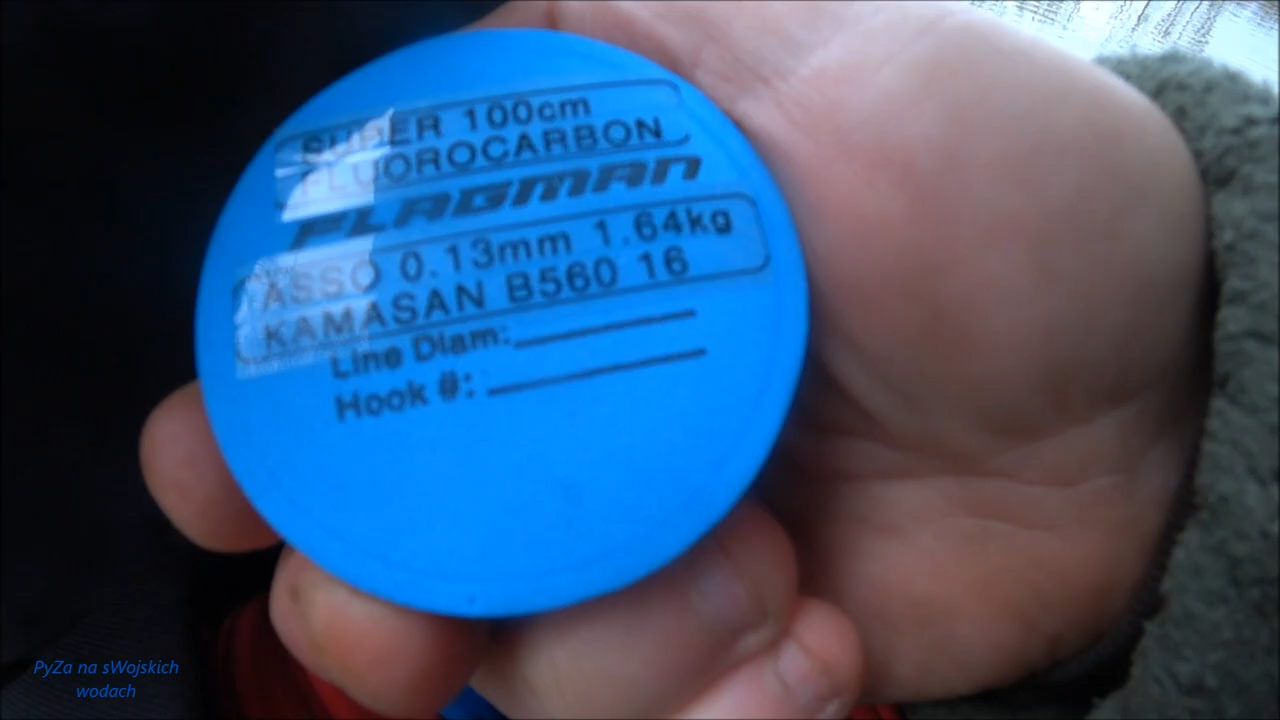 SUPER 100cm
FLUOROCARBON
FLAGMAN
ASSO 0.13mm 1.64kg
KAMASAN B560 16
Line Diam:
Hook #:
PyZa na sWojskich
wodach